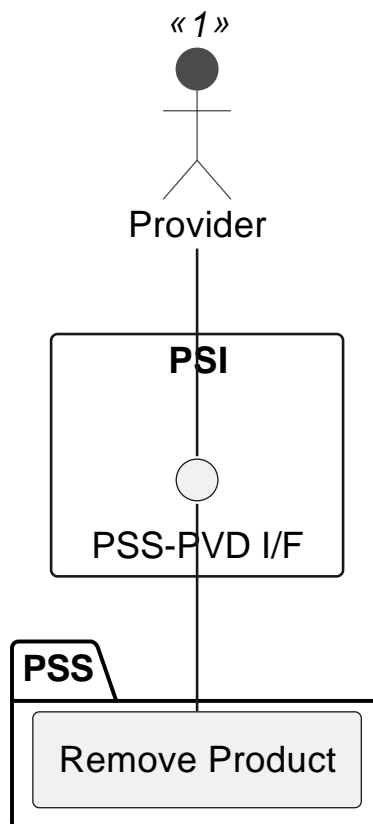 «1»
Provider
PSI
PSS-PVD I/F
PSS
Remove Product